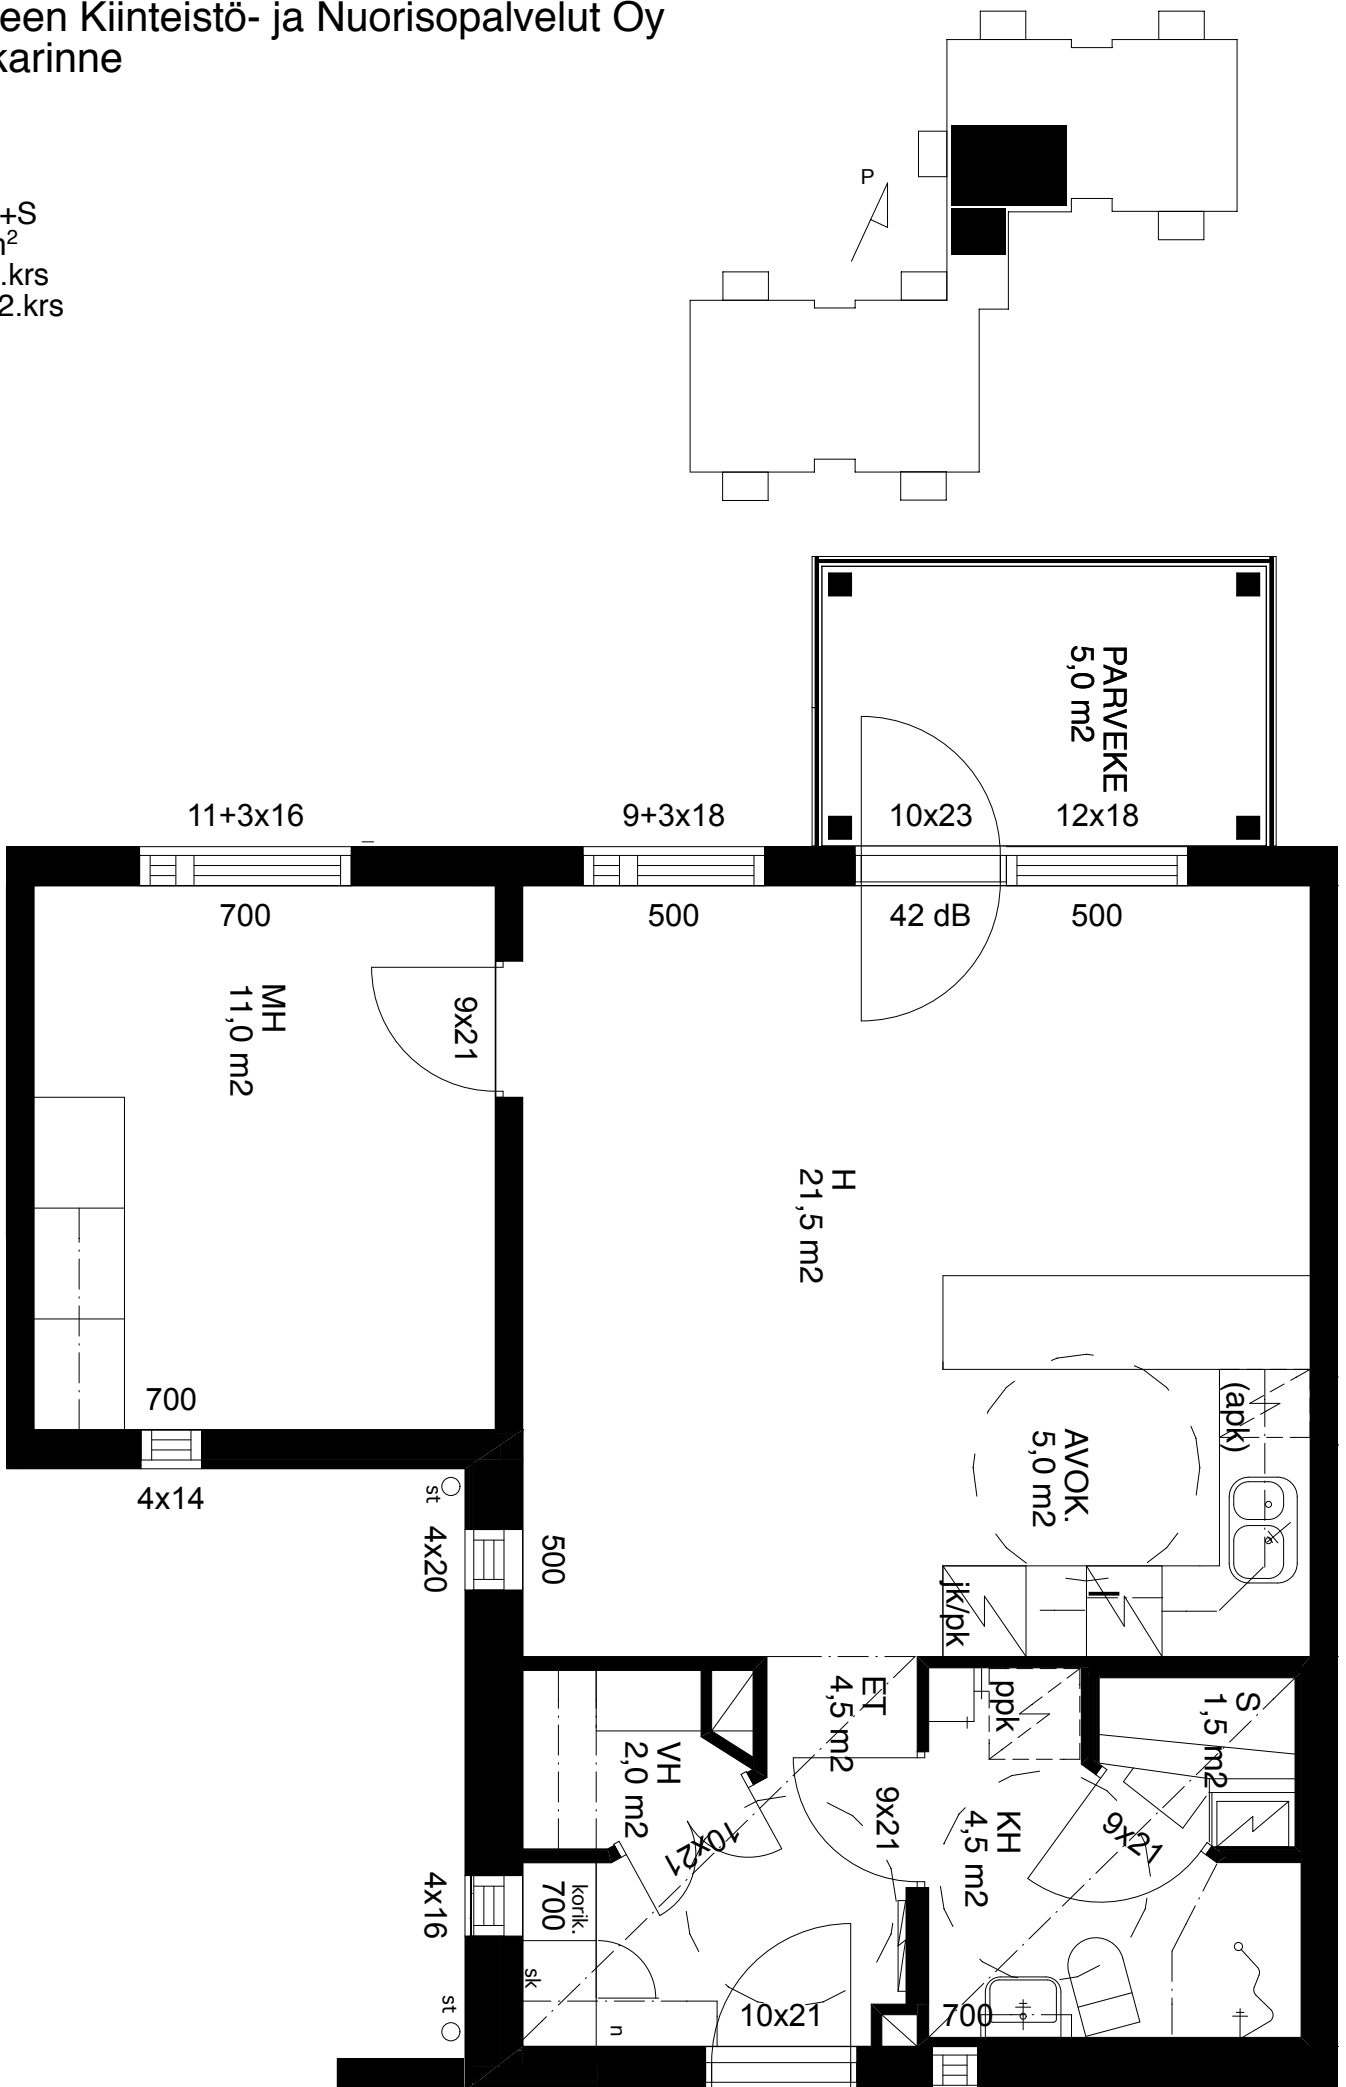 een Kiinteistö- ja Nuorisopalvelut Oy
karinne
+S
m²
.krs
2.krs
P
PARVEKE
5,0 m2
11+3x16
9+3x18
10x23
12x18
700
500
42 dB
500
MH
11,0 m2
9x21
H
21,5 m2
700
4x14
(apk)
AVOK.
5,0 m2
st
4x20
500
jk/pk
ET
4,5 m2
ppk
S
1,5 m2
VH
2,0 m2
10x21
9x21
KH
4,5 m2
9x21
4x16
korik.
700
sk
st
n
10x21
700